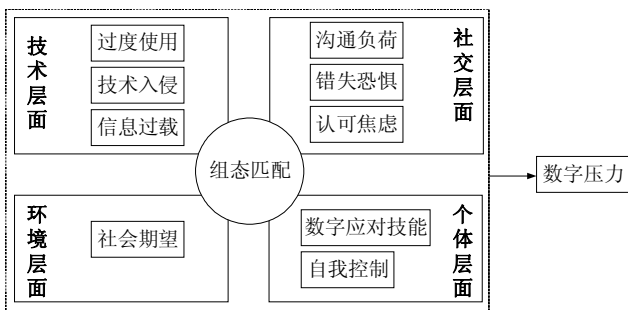 技术层面
过度使用
技术入侵
信息过载
社交层面
沟通负荷
错失恐惧
认可焦虑
组态匹配
数字压力
环境层面
社会期望
个体层面
数字应对技能
自我控制